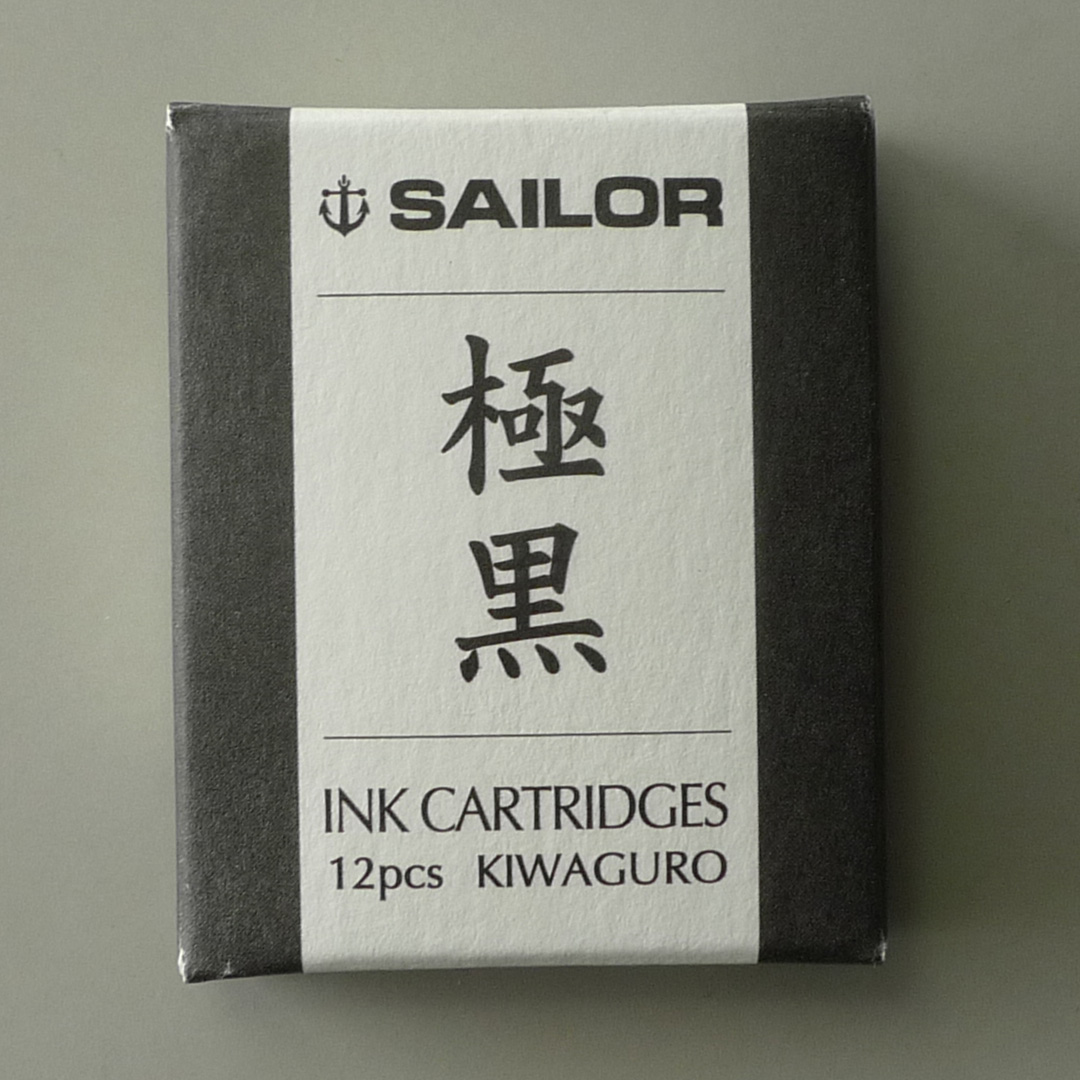 SAILOR
極
黒
INK CARTRIDGES
12pcs KIWAGURO